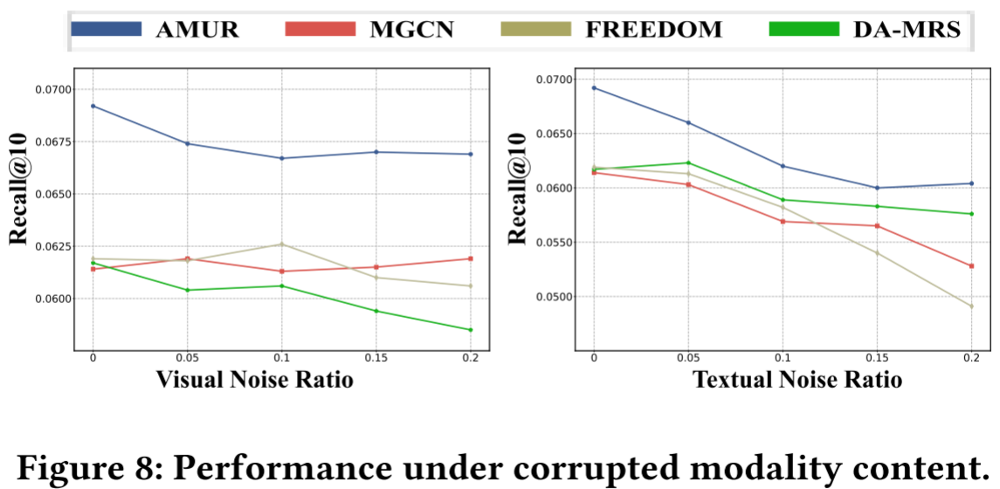 AMUR MGCN FREEDOM DA-MRS
Recall@10
0.0700
0.0675
0.0650
0.0625
0.0600
0 0.05 0.1 0.15 0.2
Visual Noise Ratio
Recall@10
0.0700
0.0650
0.0600
0.0550
0.0500
0 0.05 0.1 0.15 0.2
Textual Noise Ratio
Figure 8: Performance under corrupted modality content.